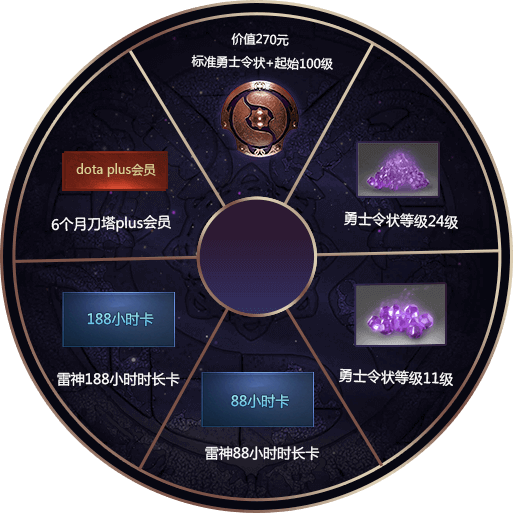 价值270元
标准勇士令状+起始100级
dota plus会员
6个月刀塔plus会员
勇士令状等级24级
188小时卡
雷神188小时时长卡
勇士令状等级11级
88小时卡
雷神88小时时长卡